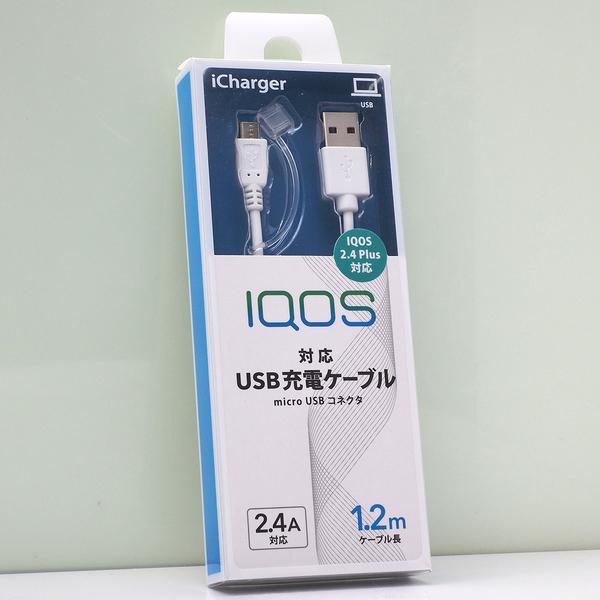 iCharger
USB
IQOS
2.4 Plus
対応
IQOS
対応
USB充電ケーブル
micro USB コネクタ
2.4A
対応
1.2m
ケーブル長